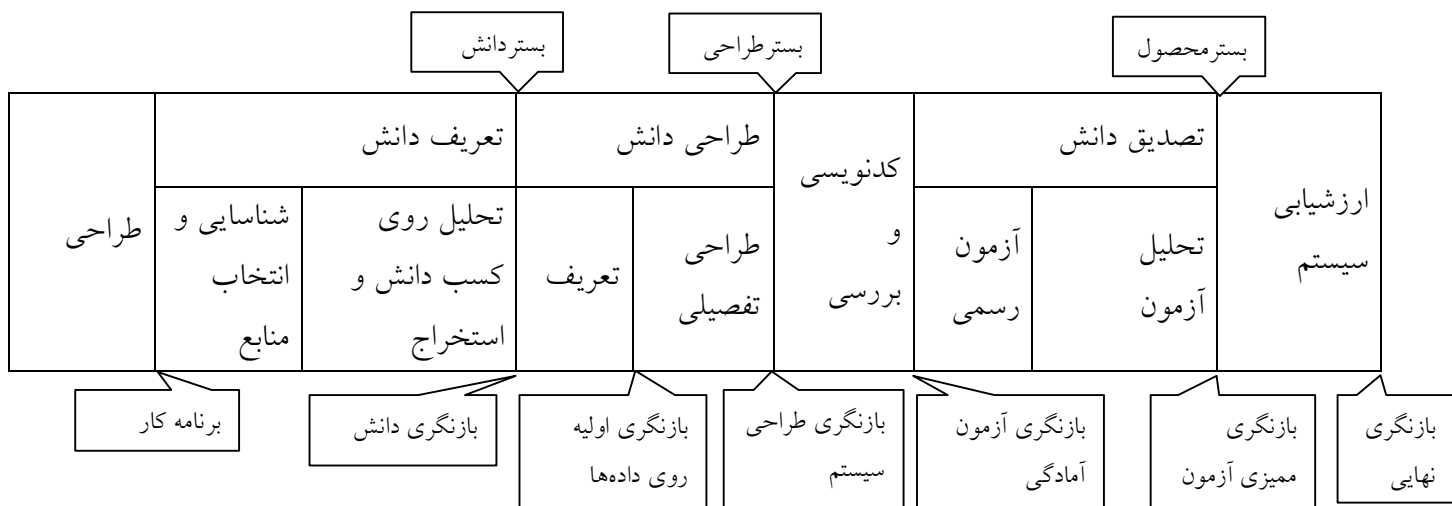 بستردانش
بسترطراحی
بسترمحصول
طراحی
تعریف دانش
طراحی دانش
کدنویسی
و
بررسی
تصدیق دانش
ارزشیابی
سیستم
شناسایی و
انتخاب
منابع
تحلیل روی
کسب دانش و
استخراج
تعریف
طراحی
تفصیلی
آزمون
رسمی
تحلیل
آزمون
برنامه کار
بازنگری دانش
بازنگری اولیه
روی داده‌ها
بازنگری طراحی
سیستم
بازنگری آزمون
آمادگی
بازنگری
ممیزی آزمون
بازنگری
نهایی